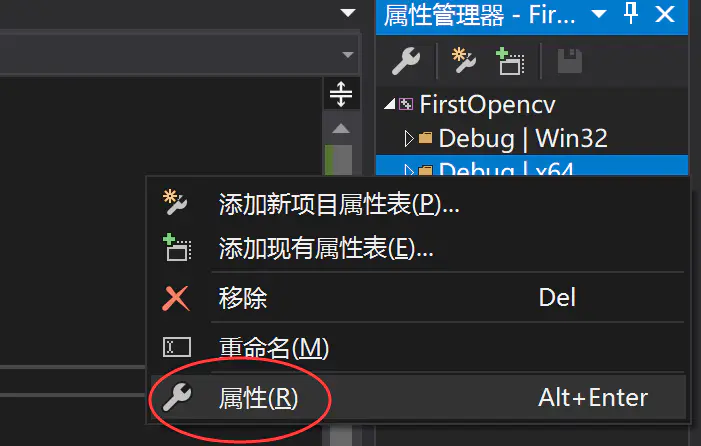 属性管理器 - Fir...
FirstOpencv
Debug | Win32
Debug | x64
添加新项目属性表(P)...
添加现有属性表(E)...
移除 Del
重命名(M)
属性(R) Alt+Enter